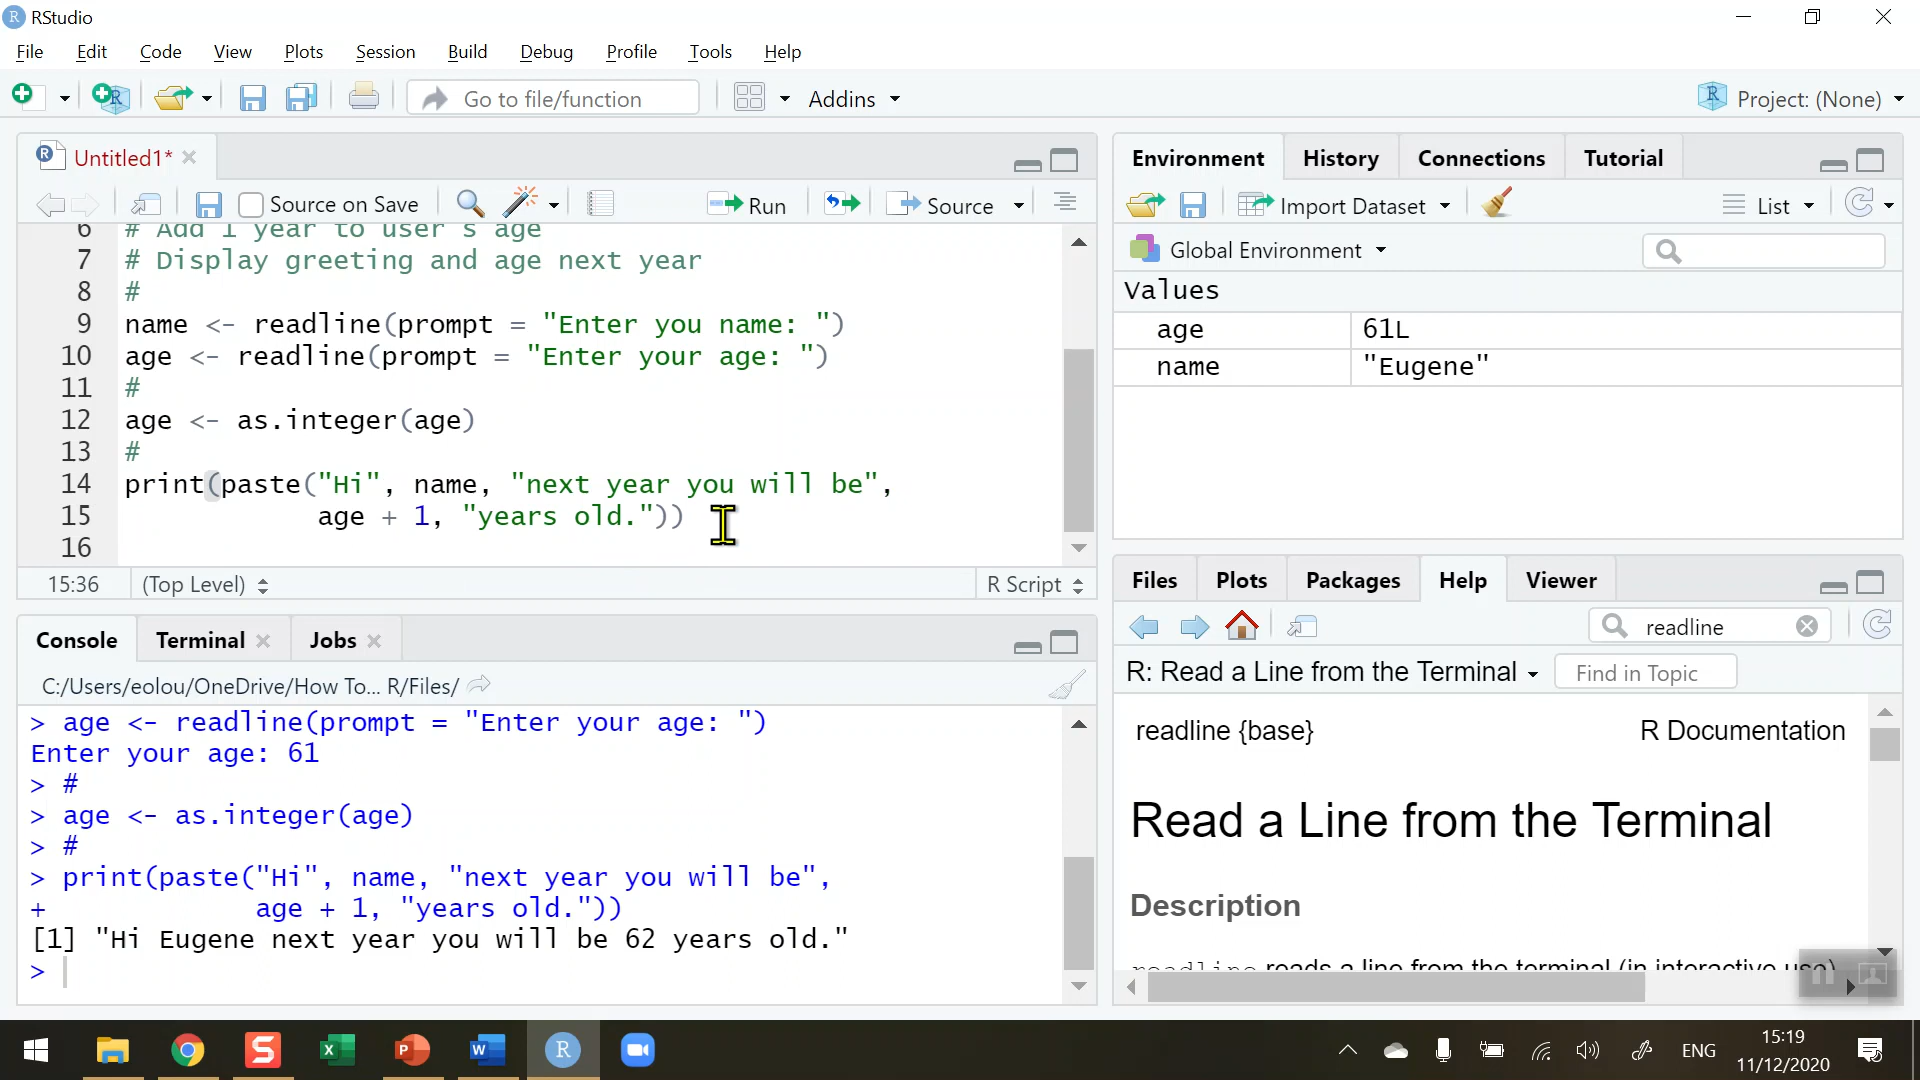 RStudio
File Edit Code View Plots Session Build Debug Profile Tools Help
Go to file/function Addins Project: (None)
Untitled1*
Source on Save Run Source
6 # Add 1 year to user's age
7 # Display greeting and age next year
8 #
9 name <- readline(prompt = "Enter you name: ")
10 age <- readline(prompt = "Enter your age: ")
11 #
12 age <- as.integer(age)
13 #
14 print(paste("Hi", name, "next year you will be",
15 age + 1, "years old."))
16
15:36 (Top Level) R Script
Console Terminal Jobs
C:/Users/eolou/OneDrive/How To... R/Files/
> age <- readline(prompt = "Enter your age: ")
Enter your age: 61
> #
> age <- as.integer(age)
> #
> print(paste("Hi", name, "next year you will be",
+ age + 1, "years old."))
[1] "Hi Eugene next year you will be 62 years old."
>
Environment History Connections Tutorial
Import Dataset List
Global Environment
Values
age 61L
name "Eugene"
Files Plots Packages Help Viewer
readline
R: Read a Line from the Terminal Find in Topic
readline {base} R Documentation
Read a Line from the Terminal
Description
readline reads a line from the terminal (in interactive use)
ENG
15:19
11/12/2020